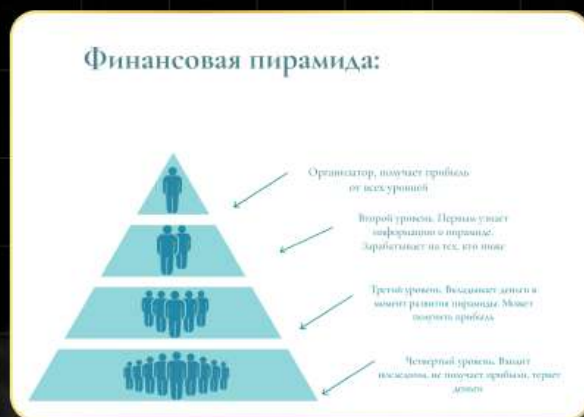 Финансовая пирамида:
Организатор, получает прибыль
от всех уровней
Второй уровень. Первым узнает
информацию о пирамиде.
Зарабатывает на тех, кто ниже
Третий уровень. Вкладывает деньги в
момент развития пирамиды. Может
получить прибыль
Четвертый уровень. Входит
последним, не получает прибыли, теряет
деньги